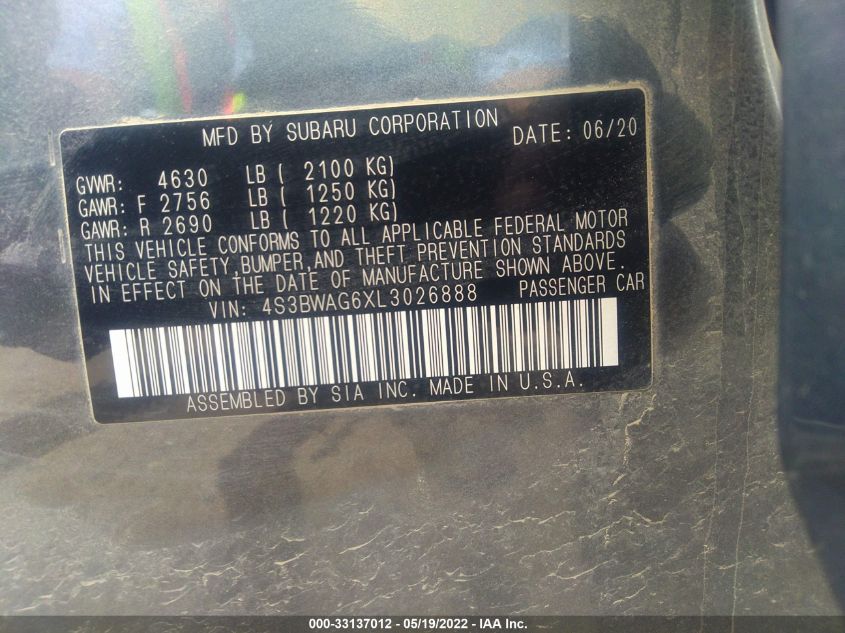 MFD BY SUBARU CORPORATION DATE: 06/20
GVWR: 4630 LB ( 2100 KG)
GAWR: F 2756 LB ( 1250 KG)
GAWR: R 2690 LB ( 1220 KG)
THIS VEHICLE CONFORMS TO ALL APPLICABLE FEDERAL MOTOR
VEHICLE SAFETY,BUMPER,AND THEFT PREVENTION STANDARDS
IN EFFECT ON THE DATE OF MANUFACTURE SHOWN ABOVE.
VIN: 4S3BWAG6XL3026888 PASSENGER CAR
ASSEMBLED BY SIA INC. MADE IN U.S.A.
000-33137012 - 05/19/2022 - IAA Inc.